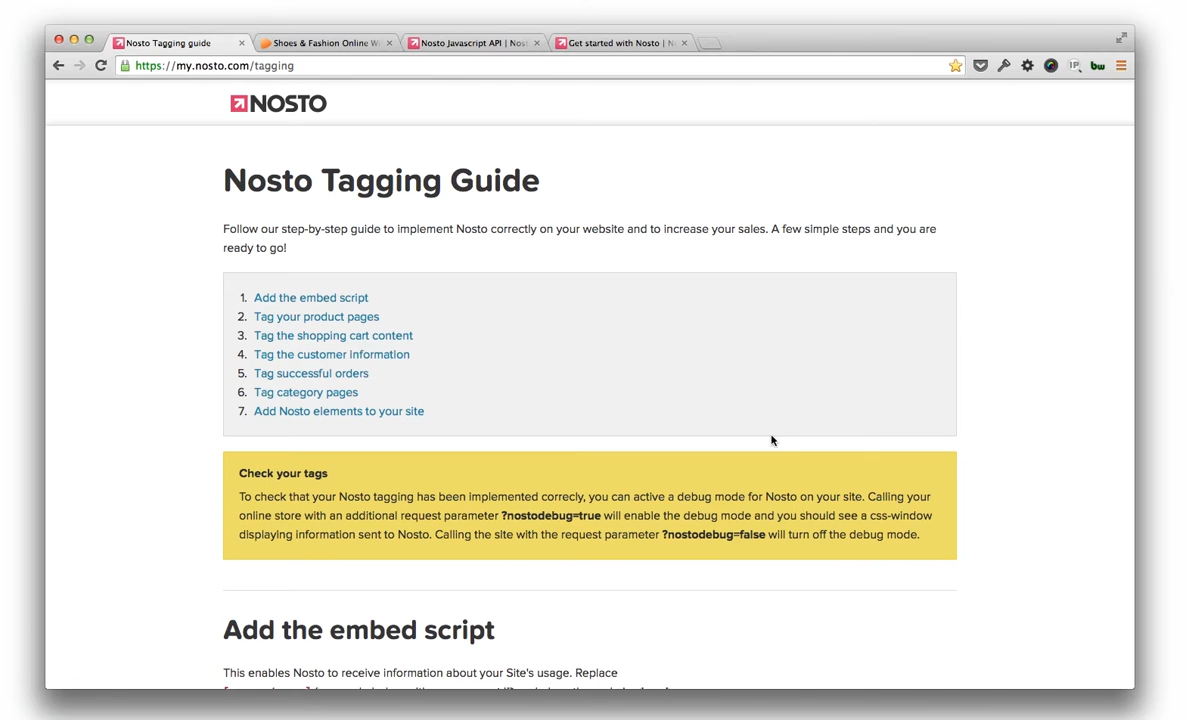 Nosto Tagging guide
Shoes & Fashion Online
Nosto Javascript API |
Get started with Nosto |
https://my.nosto.com/tagging
IP
bw
NOSTO
Nosto Tagging Guide
Follow our step-by-step guide to implement Nosto correctly on your website and to increase your sales. A few simple steps and you are
ready to go!
1. Add the embed script
2. Tag your product pages
3. Tag the shopping cart content
4. Tag the customer information
5. Tag successful orders
6. Tag category pages
7. Add Nosto elements to your site
Check your tags
To check that your Nosto tagging has been implemented correcly, you can active a debug mode for Nosto on your site. Calling your
online store with an additional request parameter ?nostodebug=true will enable the debug mode and you should see a css-window
displaying information sent to Nosto. Calling the site with the request parameter ?nostodebug=false will turn off the debug mode.
Add the embed script
This enables Nosto to receive information about your Site's usage. Replace